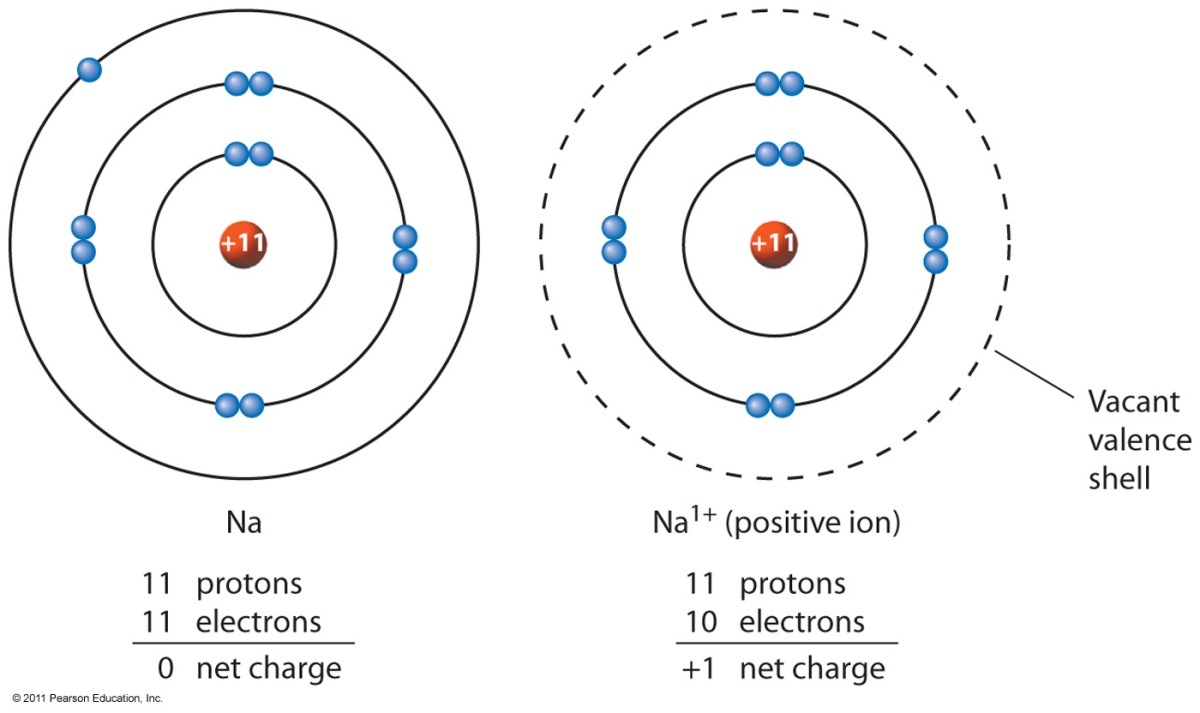 +11
+11
Vacant
valence
shell
Na
Na¹⁺ (positive ion)
11 protons
11 electrons
0 net charge
11 protons
10 electrons
+1 net charge
© 2011 Pearson Education, Inc.